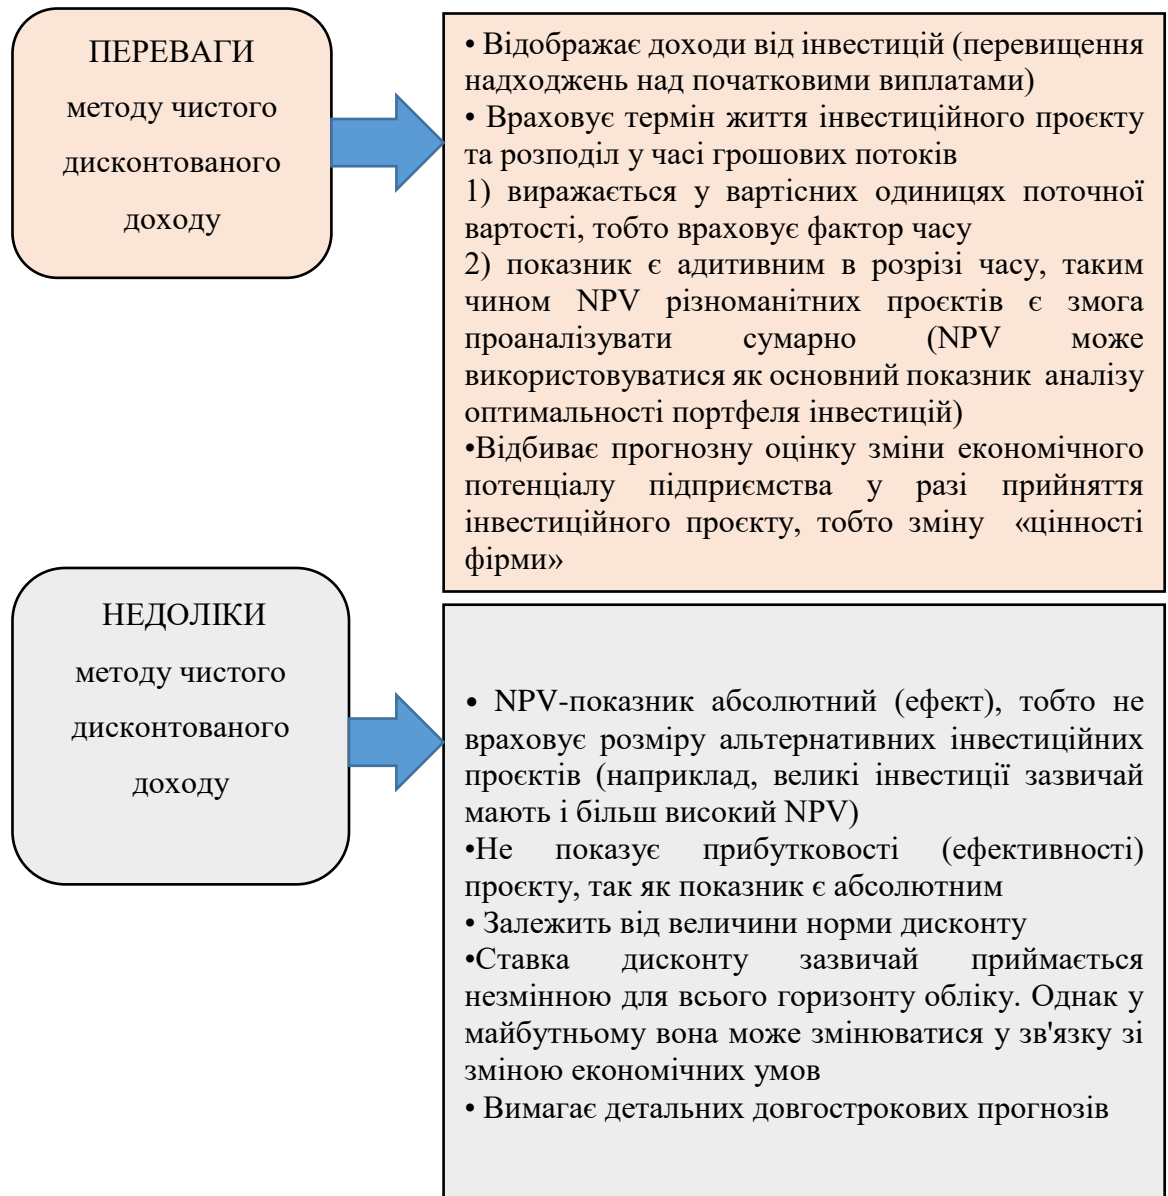 ПЕРЕВАГИ
методу чистого
дисконтованого
доходу
• Відображає доходи від інвестицій (перевищення
надходжень над початковими виплатами)
• Враховує термін життя інвестиційного проєкту
та розподіл у часі грошових потоків
1) виражається у вартісних одиницях поточної
вартості, тобто враховує фактор часу
2) показник є адитивним в розрізі часу, таким
чином NPV різноманітних проєктів є змога
проаналізувати сумарно (NPV може
використовуватися як основний показник аналізу
оптимальності портфеля інвестицій)
•Відбиває прогнозну оцінку зміни економічного
потенціалу підприємства у разі прийняття
інвестиційного проєкту, тобто зміну «цінності
фірми»
НЕДОЛІКИ
методу чистого
дисконтованого
доходу
• NPV-показник абсолютний (ефект), тобто не
враховує розміру альтернативних інвестиційних
проєктів (наприклад, великі інвестиції зазвичай
мають і більш високий NPV)
•Не показує прибутковості (ефективності)
проєкту, так як показник є абсолютним
• Залежить від величини норми дисконту
•Ставка дисконту зазвичай приймається
незмінною для всього горизонту обліку. Однак у
майбутньому вона може змінюватися у зв'язку зі
зміною економічних умов
• Вимагає детальних довгострокових прогнозів